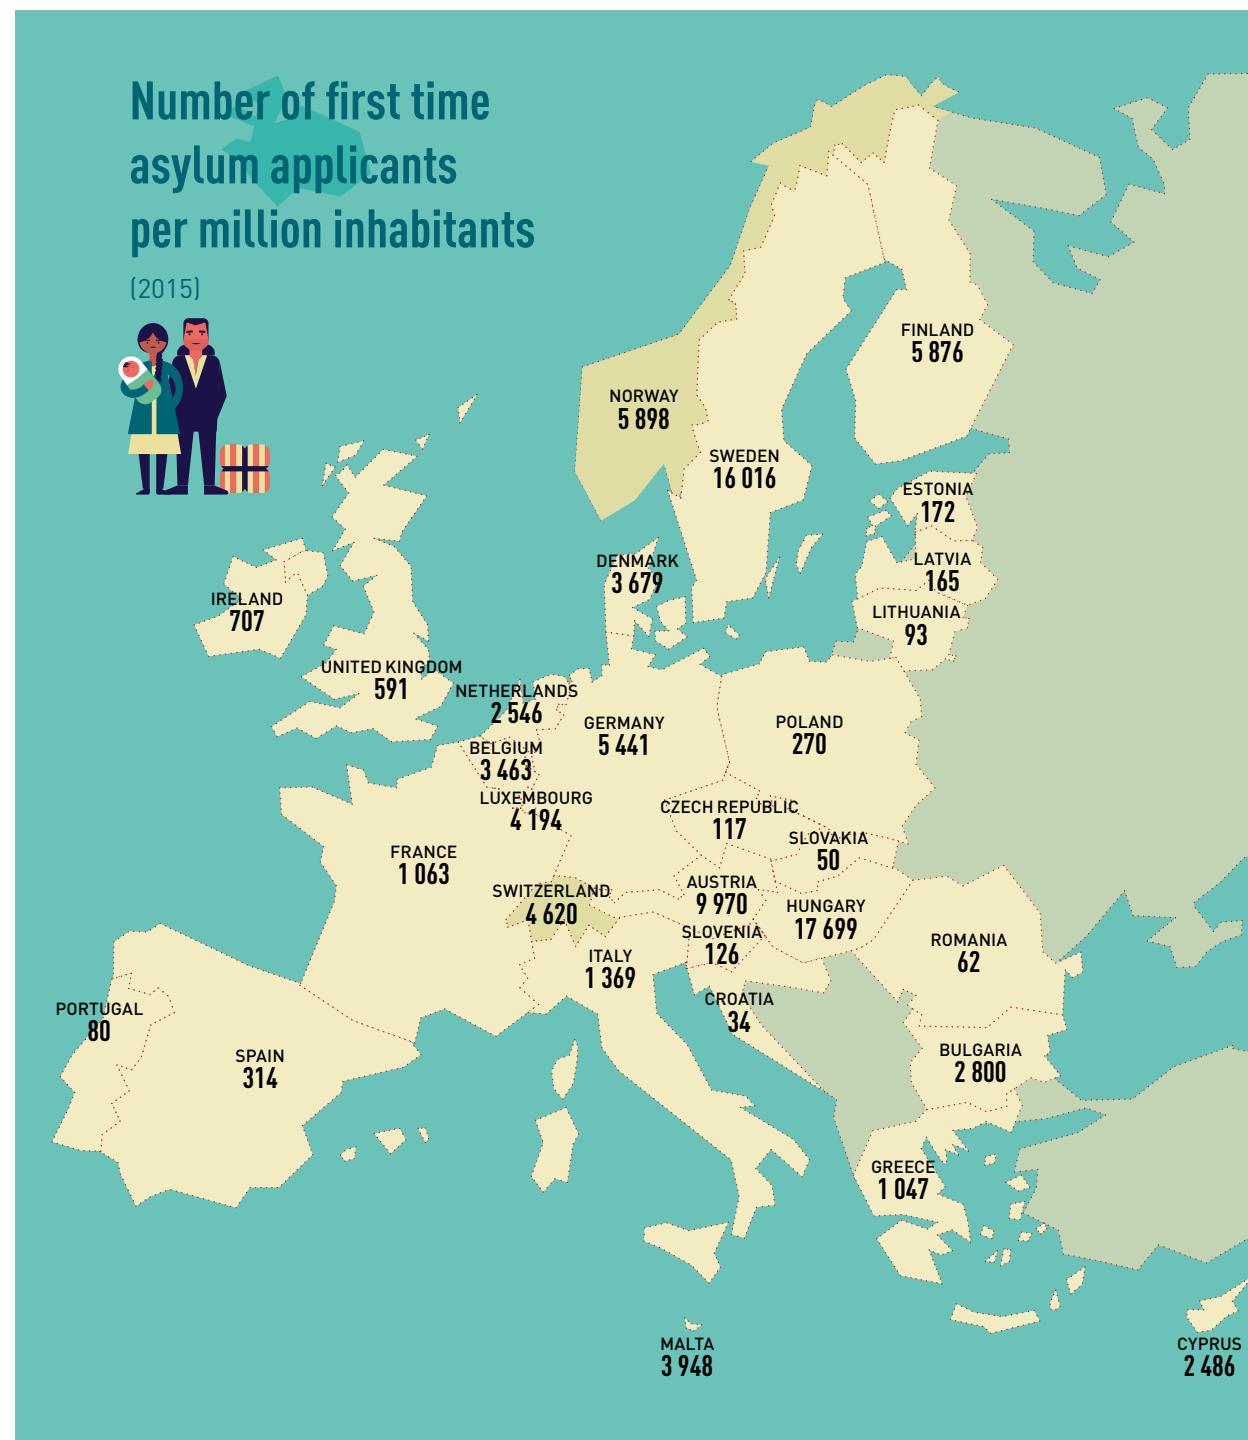 Number of first time
asylum applicants
per million inhabitants
(2015)
FINLAND
5 876
NORWAY
5 898
SWEDEN
16 016
ESTONIA
172
DENMARK
3 679
LATVIA
165
IRELAND
707
LITHUANIA
93
UNITED KINGDOM
591
NETHERLANDS
2 546
GERMANY
5 441
POLAND
270
BELGIUM
3 463
LUXEMBOURG
4 194
CZECH REPUBLIC
117
SLOVAKIA
50
FRANCE
1 063
SWITZERLAND
4 620
AUSTRIA
9 970
HUNGARY
17 699
SLOVENIA
126
ROMANIA
62
ITALY
1 369
CROATIA
34
PORTUGAL
80
SPAIN
314
BULGARIA
2 800
GREECE
1 047
MALTA
3 948
CYPRUS
2 486